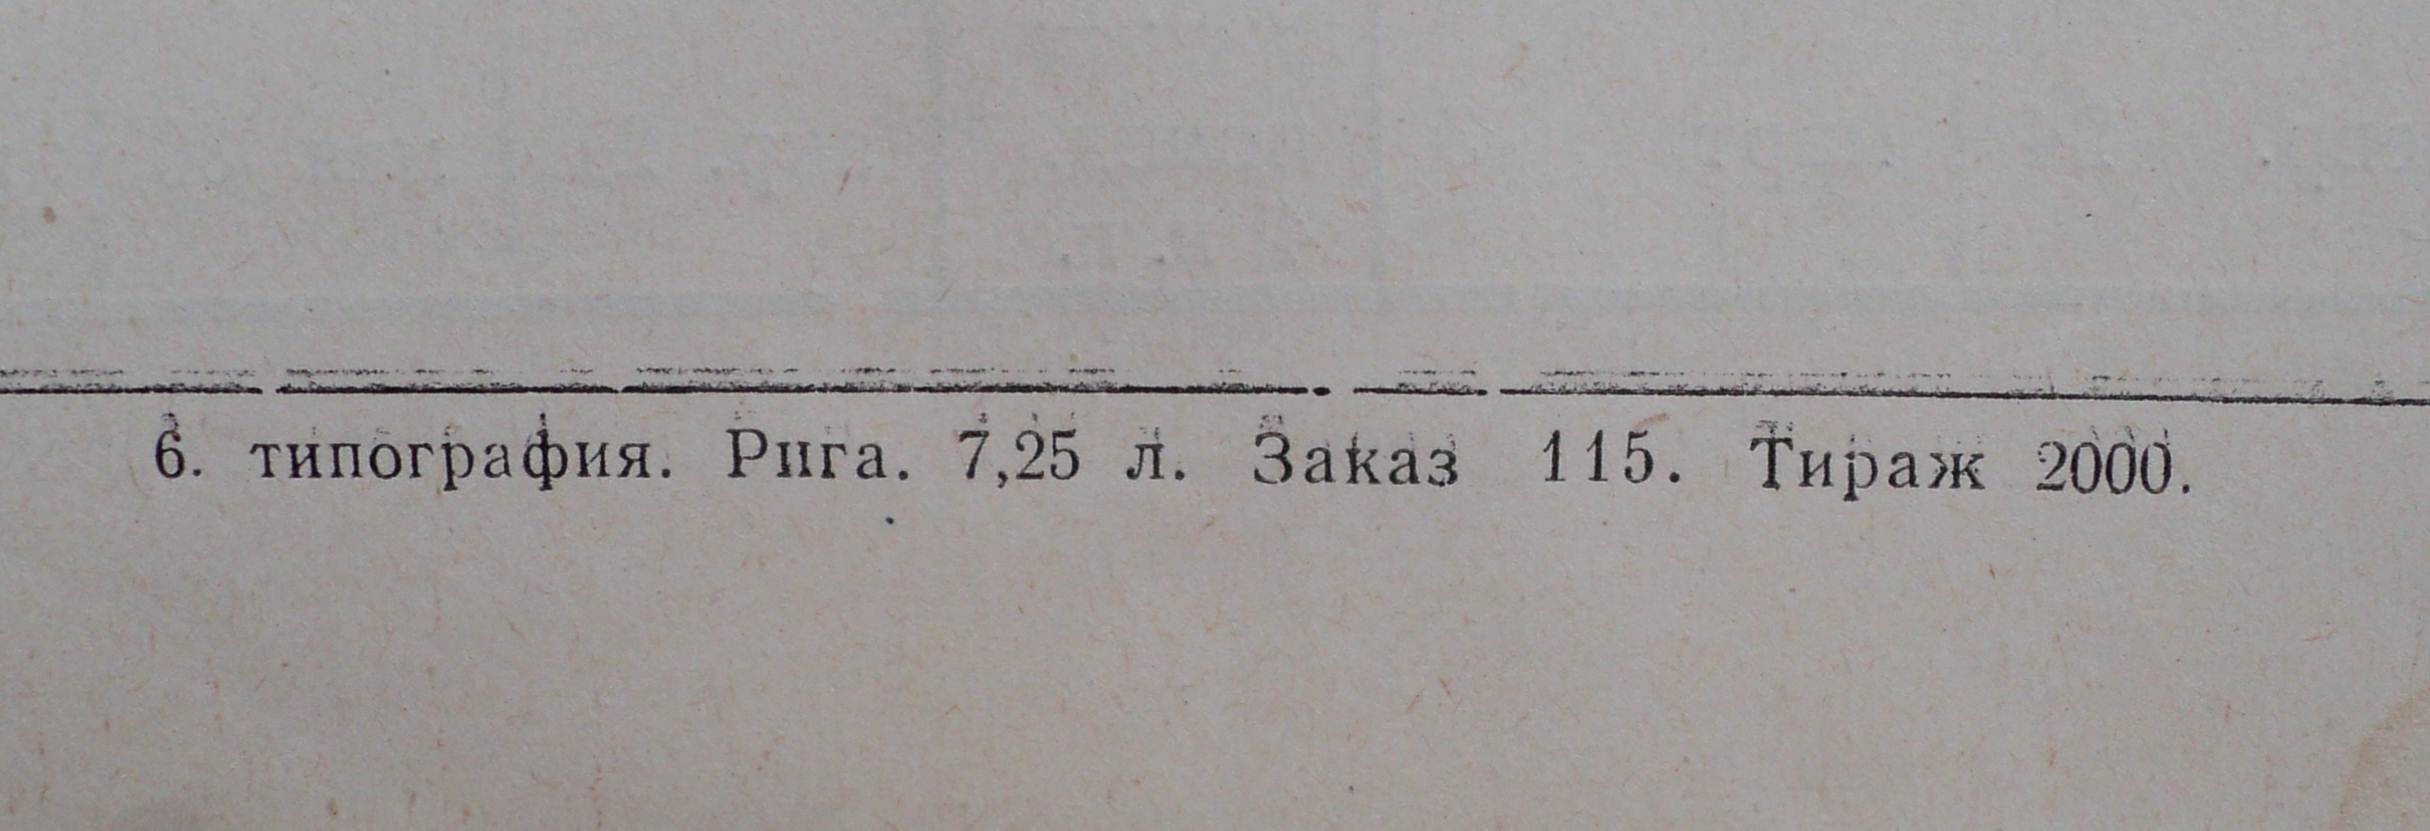 6. типография. Рига. 7,25 л. Заказ 115. Тираж 2000.